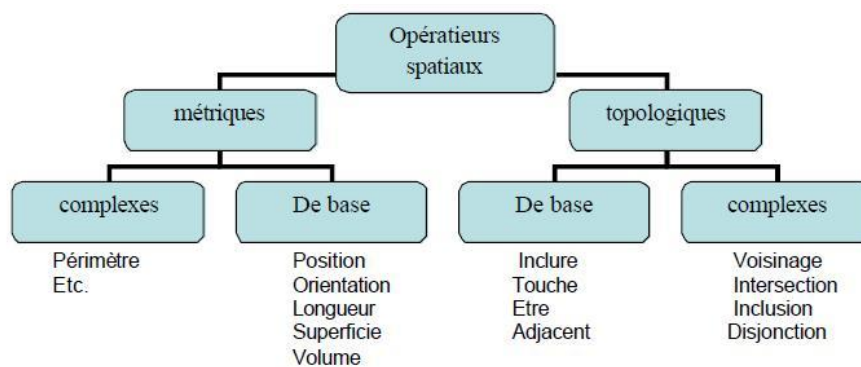 Opératieurs
spatiaux
métriques
topologiques
complexes
De base
De base
complexes
Périmètre
Etc.
Position
Orientation
Longueur
Superficie
Volume
Inclure
Touche
Etre
Adjacent
Voisinage
Intersection
Inclusion
Disjonction